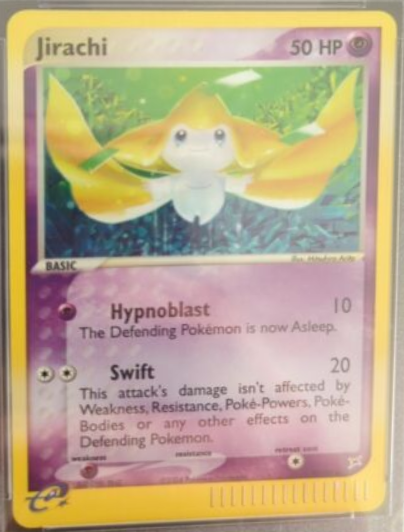 Jirachi 50 HP
BASIC
Hypnoblast 10
The Defending Pokémon is now Asleep.
Swift 20
This attack's damage isn't affected by
Weakness, Resistance, Poké-Powers, Poké-
Bodies or any other effects on the
Defending Pokemon.
weakness resistance retreat cost